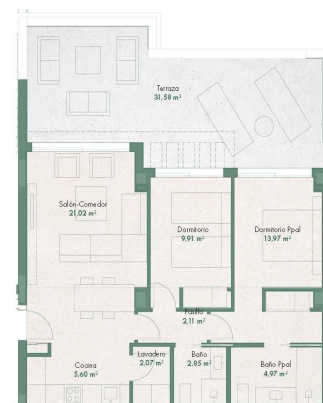 Terraza
31,58 m²
Salón-Comedor
21,02 m²
Dormitorio
9,91 m²
Dormitorio Ppal
13,97 m²
Pasillo
2,11 m²
Cocina
5,60 m²
Lavadero
2,07 m²
Baño
2,85 m²
Baño Ppal
4,97 m²